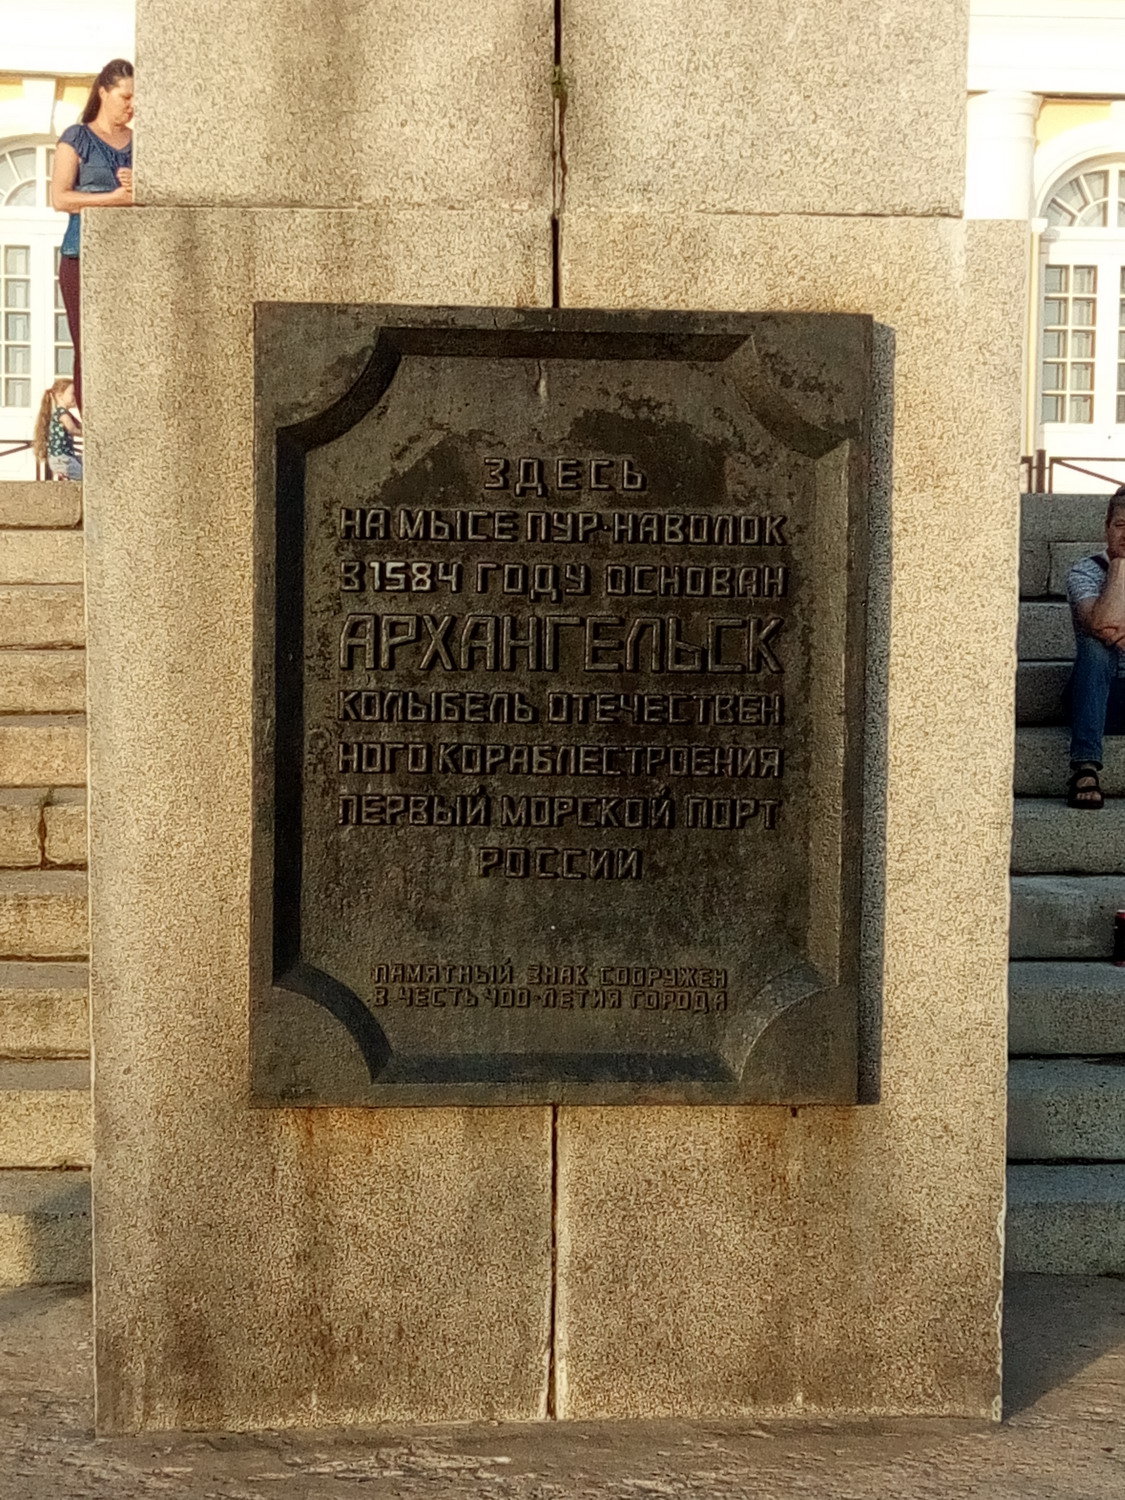 ЗДЕСЬ
НА МЫСЕ ПУР-НАВОЛОК
В 1584 ГОДУ ОСНОВАН
АРХАНГЕЛЬСК
КОЛЫБЕЛЬ ОТЕЧЕСТВЕН
НОГО КОРАБЛЕСТРОЕНИЯ
ПЕРВЫЙ МОРСКОЙ ПОРТ
РОССИИ
ПАМЯТНЫЙ ЗНАК СООРУЖЕН
В ЧЕСТЬ 400-ЛЕТИЯ ГОРОДА